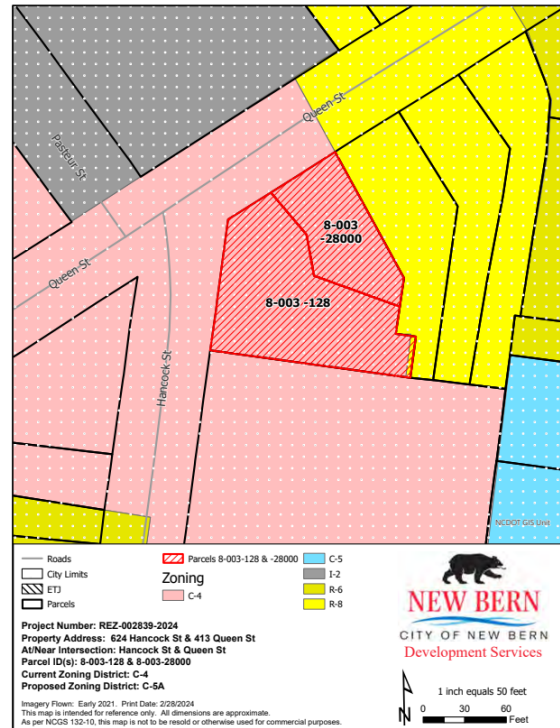 Queen St
Pasteur St
8-003
-28000
Queen St
8-003 -128
Hancock St
NCDOT GIS Unit
Roads
City Limits
ETJ
Parcels
Parcels 8-003-128 & -28000
Zoning
C-4
C-5
I-2
R-6
R-8
NEW BERN
CITY OF NEW BERN
Development Services
Project Number: REZ-002839-2024
Property Address: 624 Hancock St & 413 Queen St
At/Near Intersection: Hancock St & Queen St
Parcel ID(s): 8-003-128 & 8-003-28000
Current Zoning District: C-4
Proposed Zoning District: C-5A
Imagery Flown: Early 2021. Print Date: 2/28/2024
This map is intended for reference only. All dimensions are approximate.
As per NCGS 132-10, this map is not to be resold or otherwise used for commercial purposes.
N
1 inch equals 50 feet
0 30 60
Feet